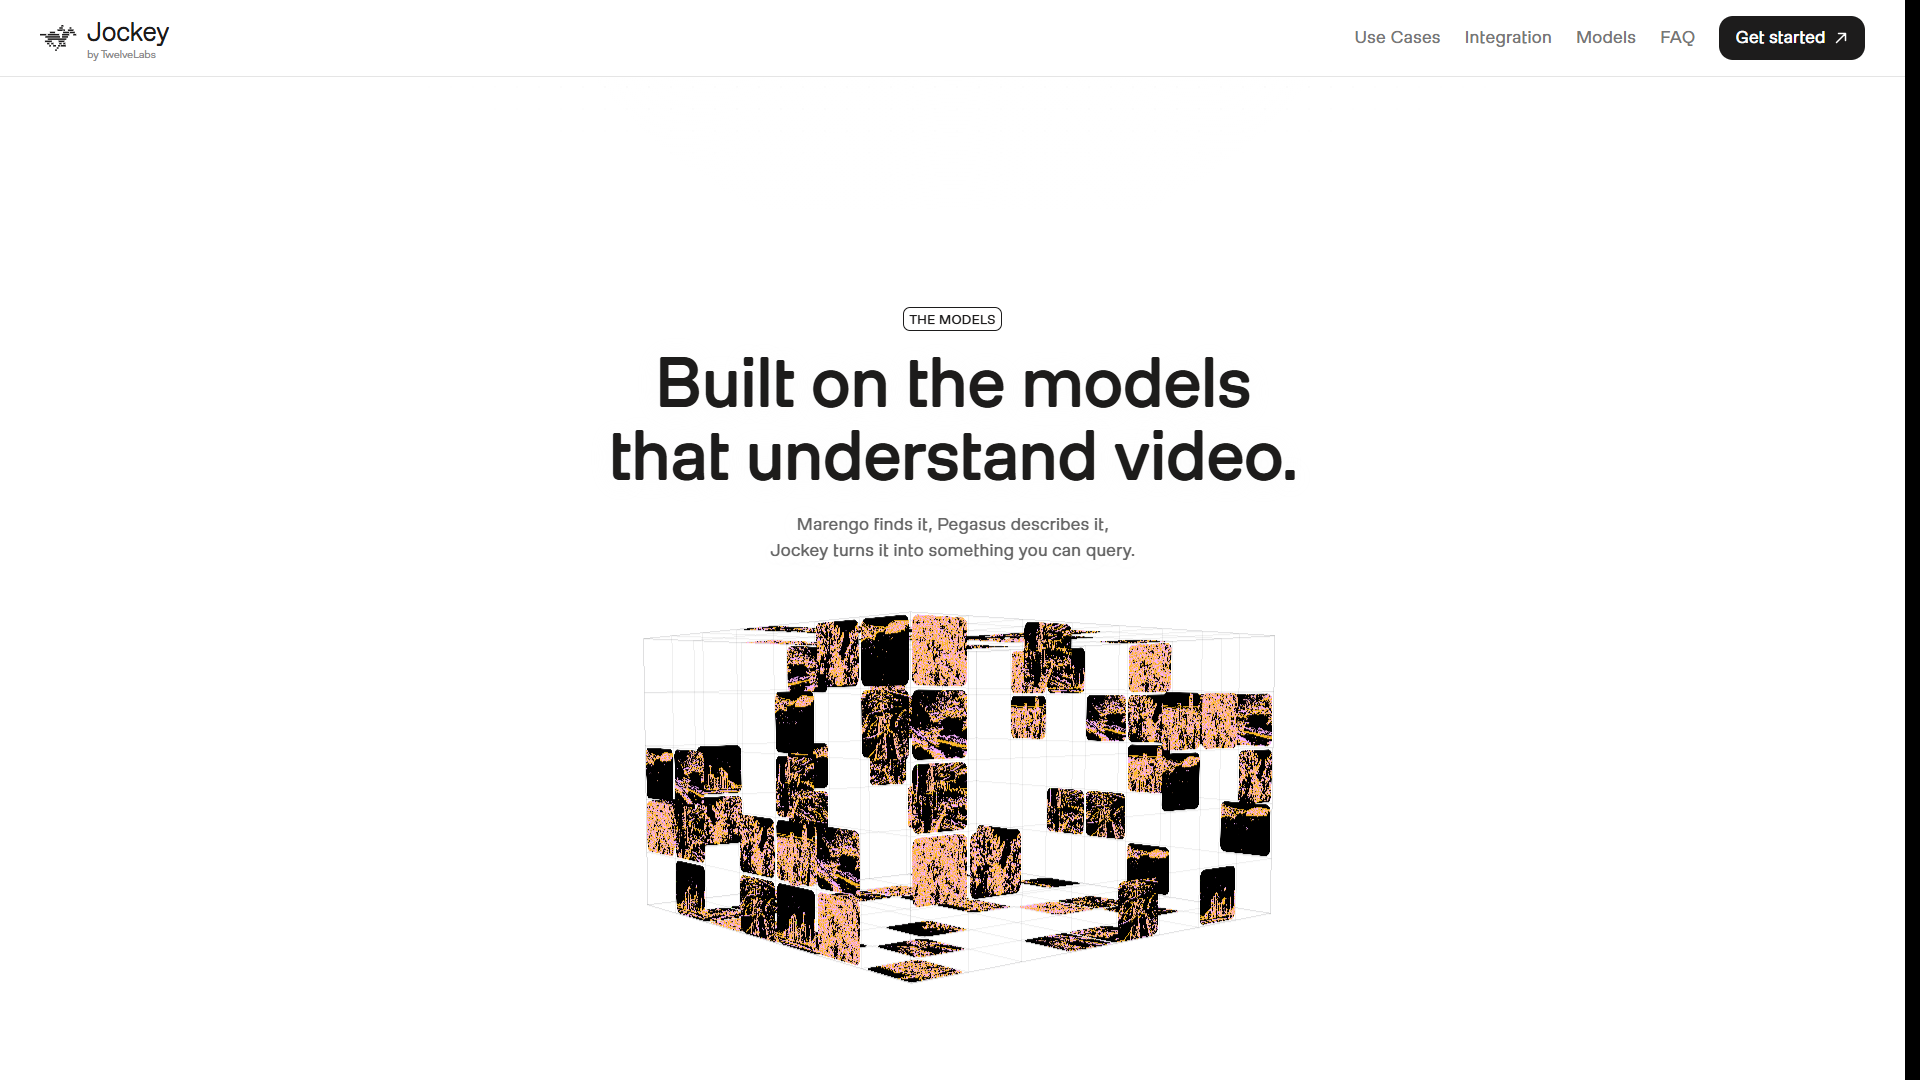 Jockey
by TwelveLabs
Use Cases
Integration
Models
FAQ
Get started
THE MODELS
Built on the models
that understand video.
Marengo finds it, Pegasus describes it,
Jockey turns it into something you can query.